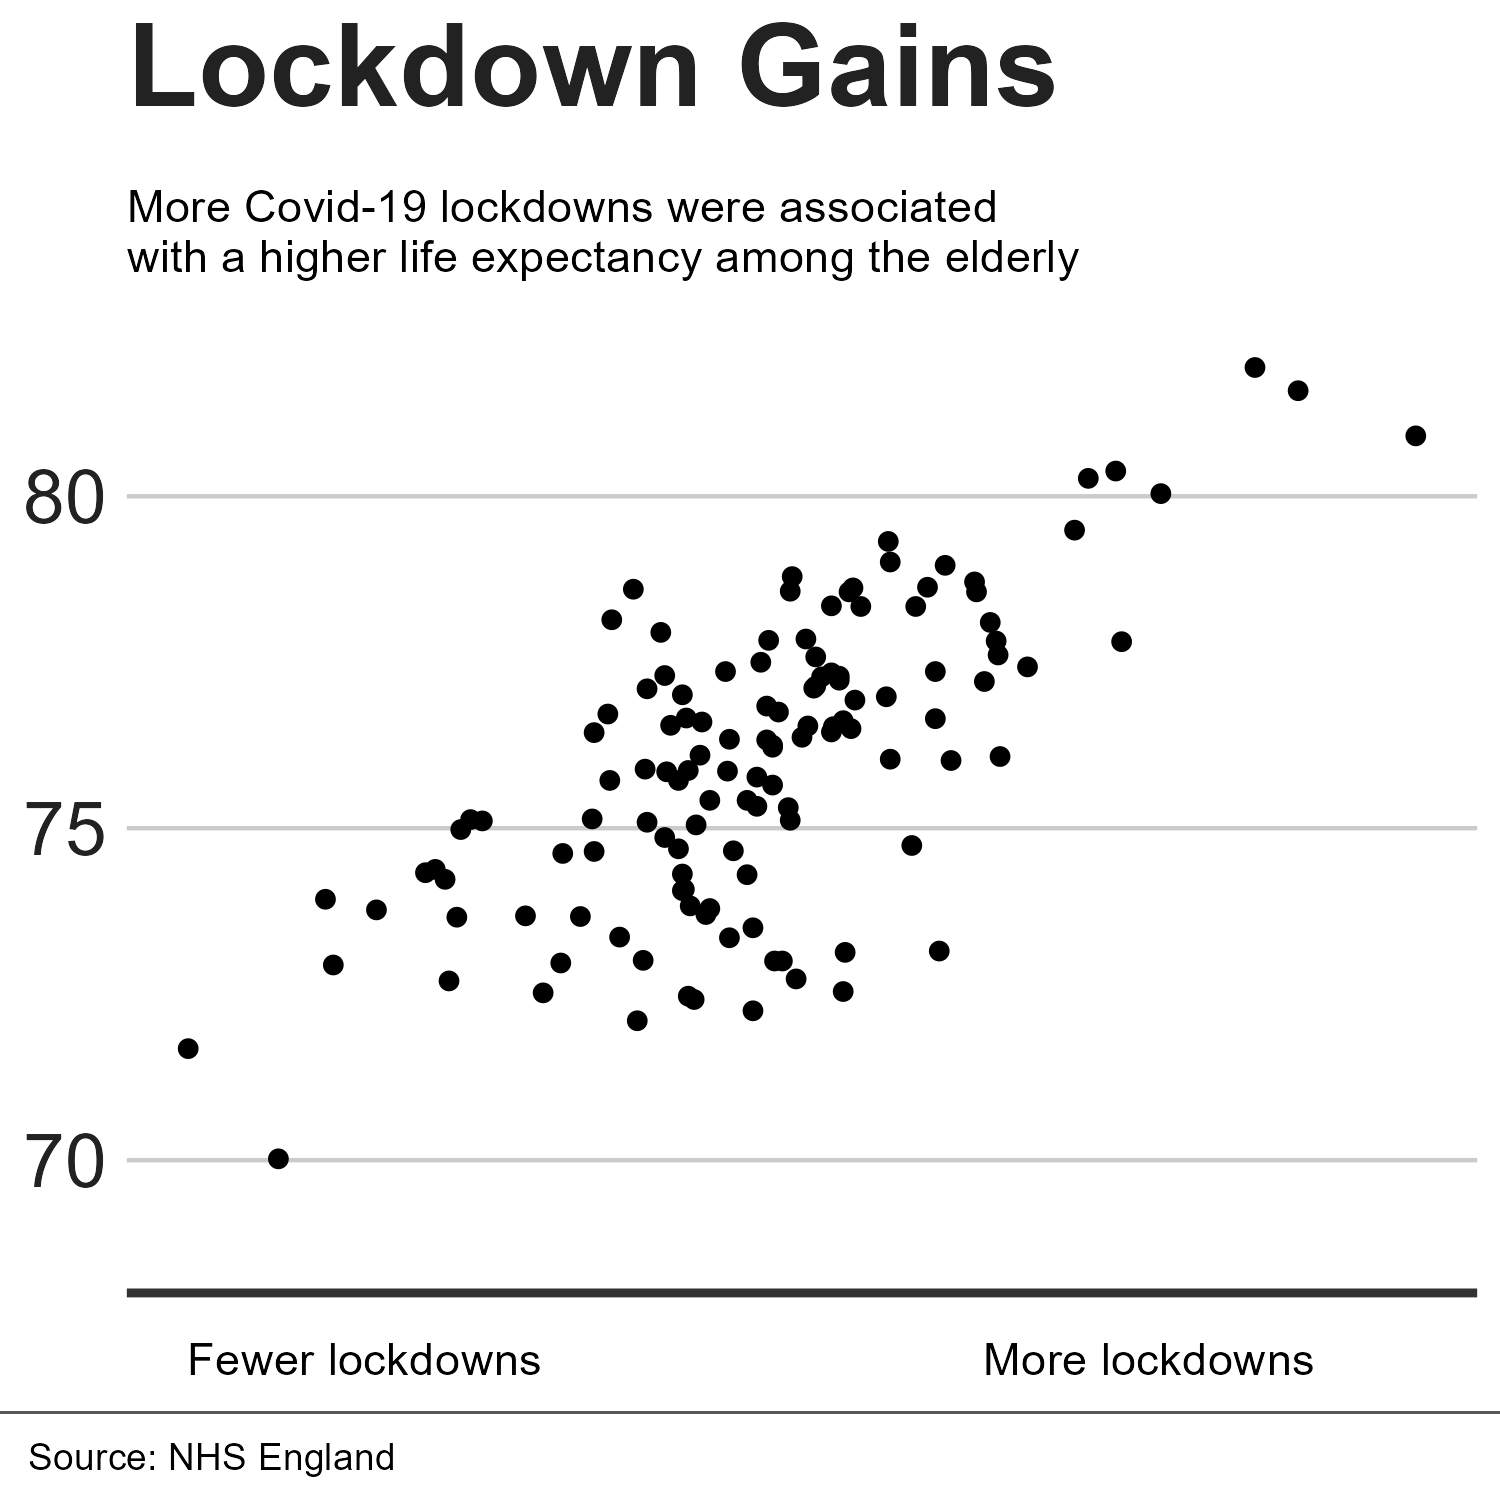 Lockdown Gains
More Covid-19 lockdowns were associated
with a higher life expectancy among the elderly
80
75
70
Fewer lockdowns
More lockdowns
Source: NHS England